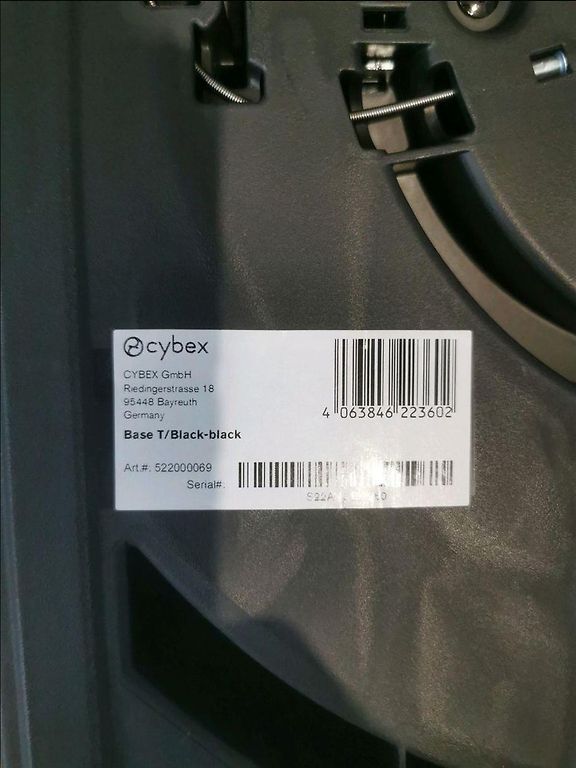 cybex
CYBEX GmbH
Riedingerstrasse 18
95448 Bayreuth
Germany
4 063846 223602
Base T/Black-black
Art.#: 522000069
Serial#: